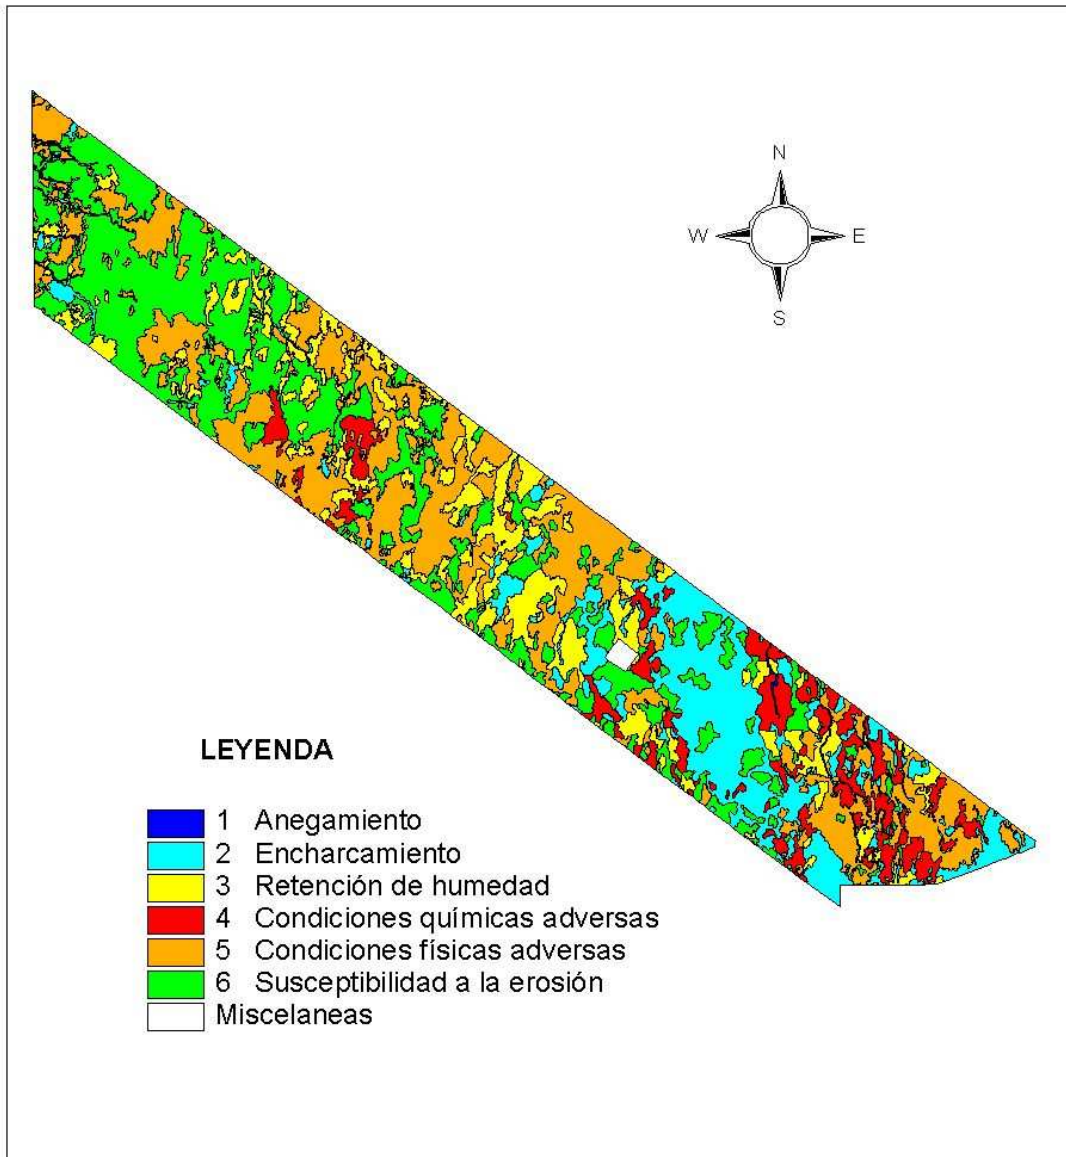 N
W E
S
LEYENDA
1 Anegamiento
2 Encharcamiento
3 Retención de humedad
4 Condiciones químicas adversas
5 Condiciones físicas adversas
6 Susceptibilidad a la erosión
Miscelaneas